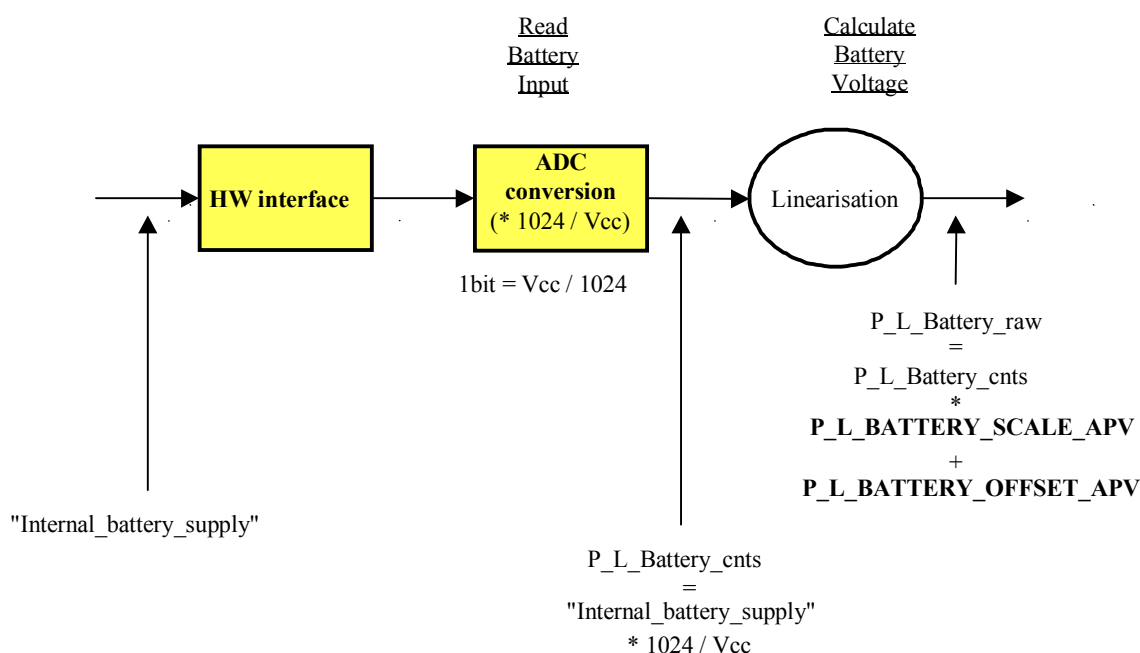 Read
Battery
Input
Calculate
Battery
Voltage
HW interface
ADC
conversion
(* 1024 / Vcc)
Linearisation
1bit = Vcc / 1024
P_L_Battery_raw
=
P_L_Battery_cnts
*
P_L_BATTERY_SCALE_APV
+
P_L_BATTERY_OFFSET_APV
"Internal_battery_supply"
P_L_Battery_cnts
=
"Internal_battery_supply"
* 1024 / Vcc